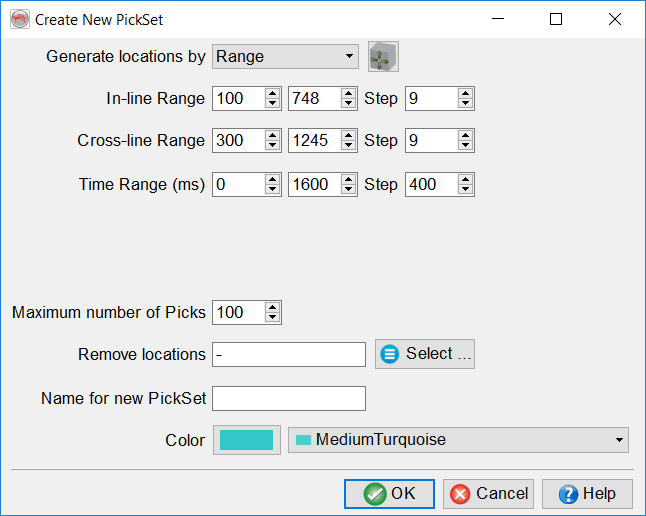 Create New PickSet
Generate locations by Range
In-line Range 100 748 Step 9
Cross-line Range 300 1245 Step 9
Time Range (ms) 0 1600 Step 400
Maximum number of Picks 100
Remove locations - Select ...
Name for new PickSet
Color MediumTurquoise
OK Cancel Help